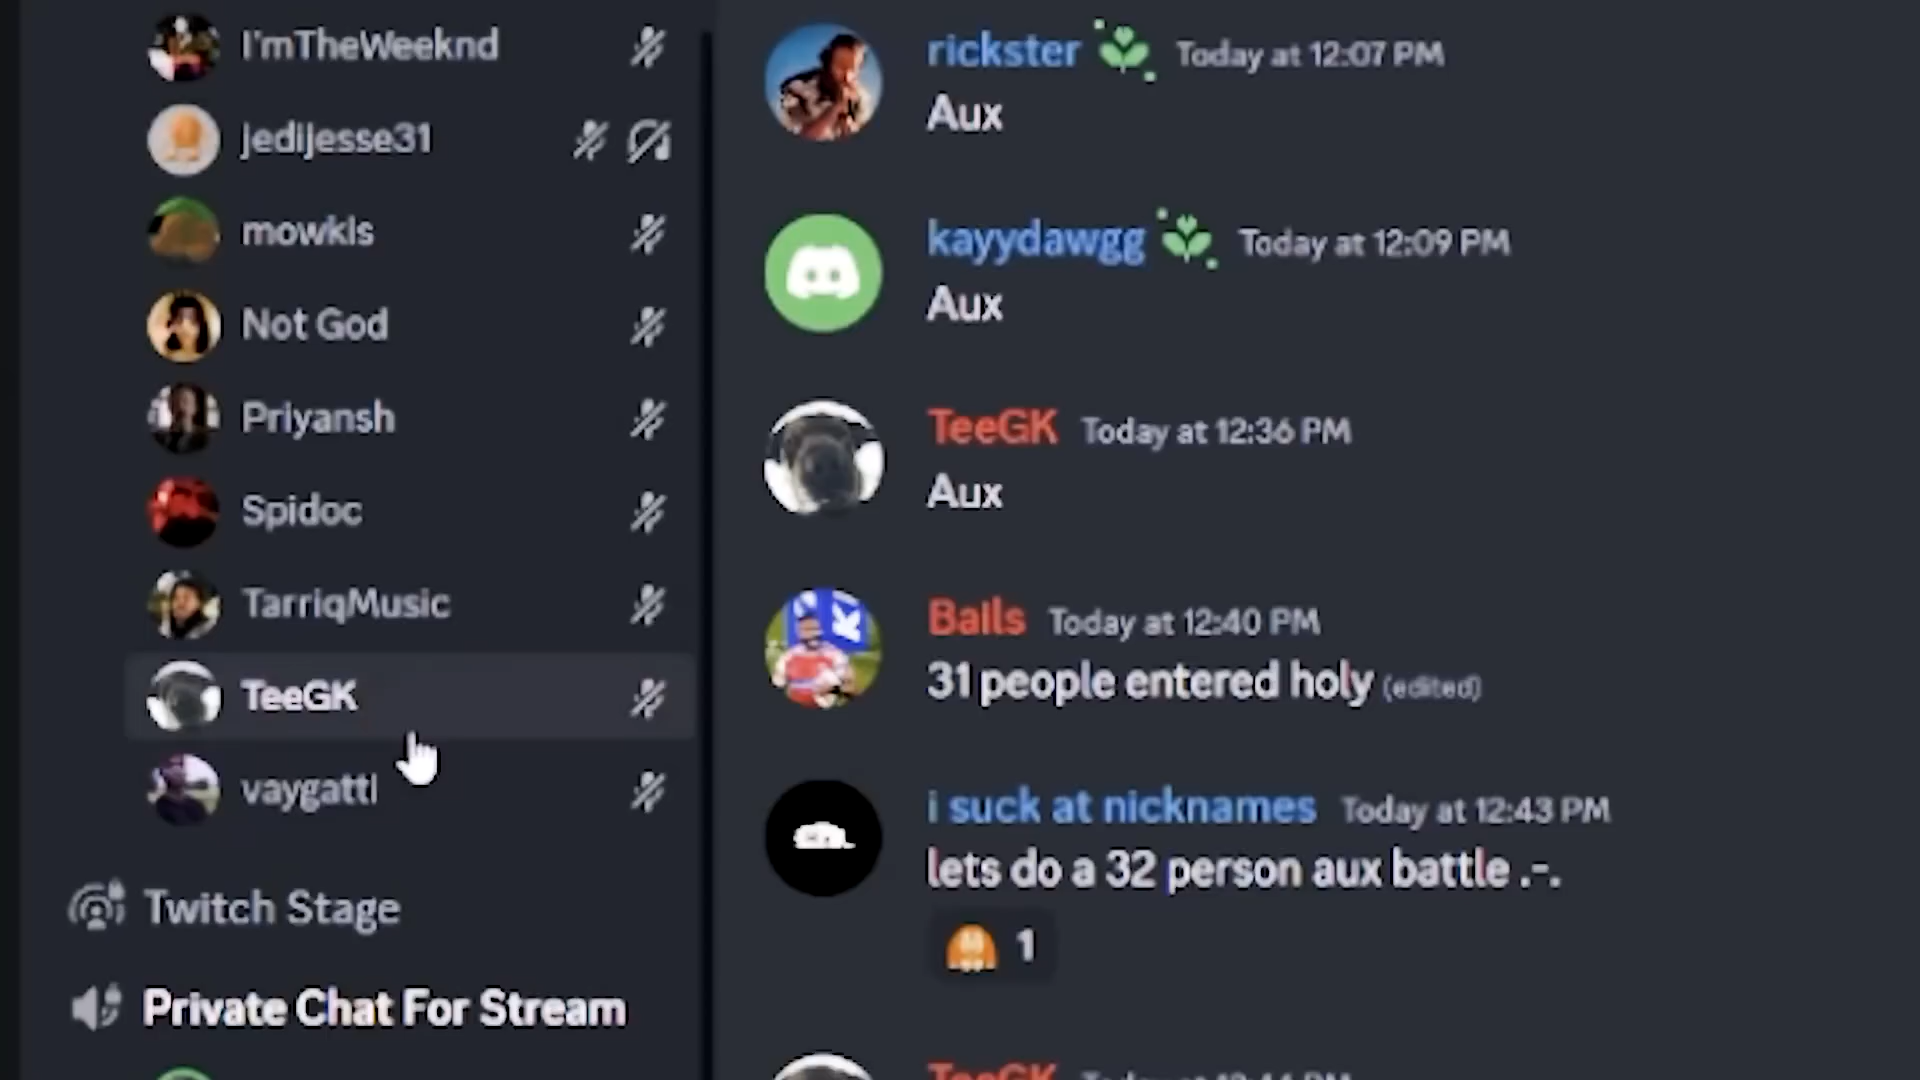 I'mTheWeeknd
jedijesse31
mowkis
Not God
Priyansh
Spidoc
TarriqMusic
TeeGK
vaygatti
Twitch Stage
Private Chat For Stream
rickster Today at 12:07 PM
Aux
kayydawgg Today at 12:09 PM
Aux
TeeGK Today at 12:36 PM
Aux
Balls Today at 12:40 PM
31 people entered holy (edited)
i suck at nicknames Today at 12:43 PM
lets do a 32 person aux battle .-.
1
TeeGK